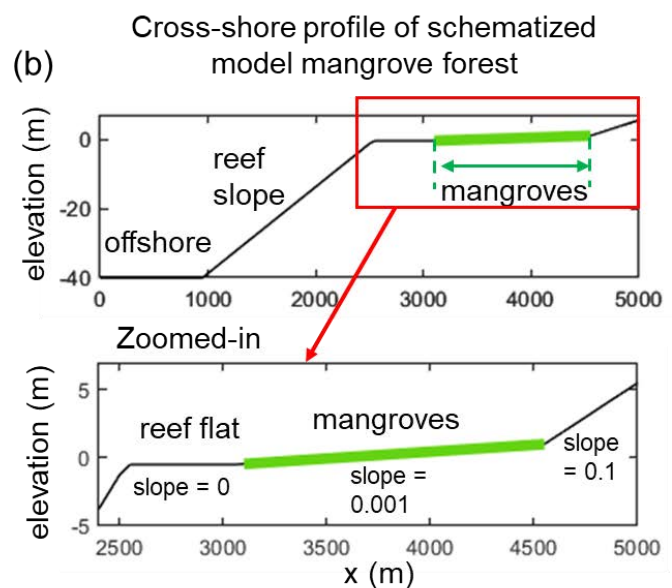 Cross-shore profile of schematized
(b) model mangrove forest
elevation (m)
0
-20
-40
reef
slope
offshore
mangroves
0 1000 2000 3000 4000 5000
Zoomed-in
elevation (m)
5
0
-5
reef flat
mangroves
slope = 0
slope =
0.001
slope
= 0.1
2500 3000 3500 4000 4500 5000
x (m)